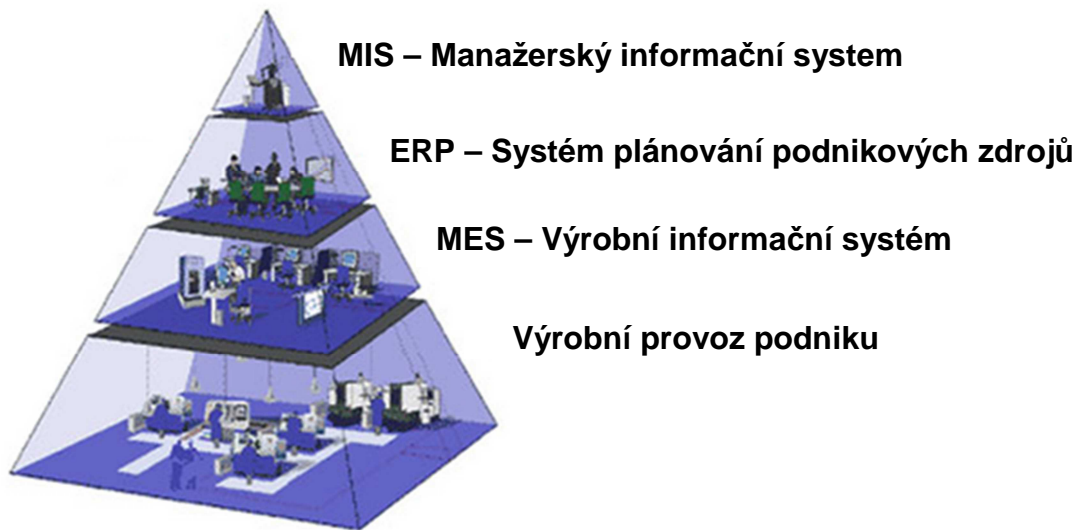 MIS – Manažerský informační system
ERP – Systém plánování podnikových zdrojů
MES – Výrobní informační systém
Výrobní provoz podniku